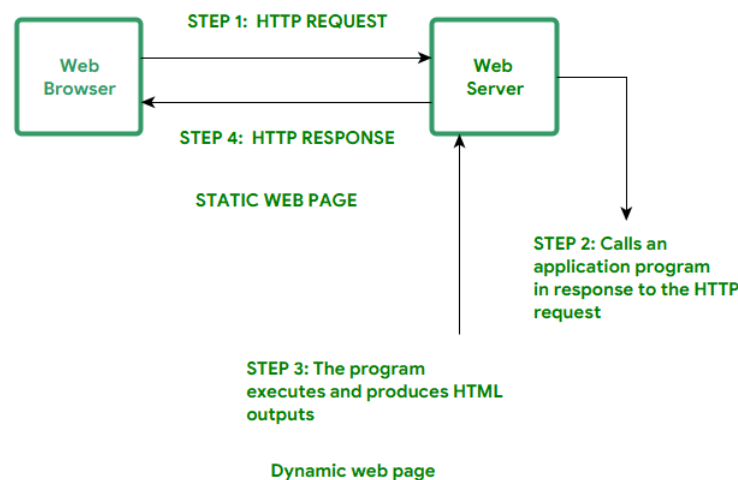 STEP 1: HTTP REQUEST
Web
Browser
Web
Server
STEP 4: HTTP RESPONSE
STATIC WEB PAGE
STEP 2: Calls an
application program
in response to the HTTP
request
STEP 3: The program
executes and produces HTML
outputs
Dynamic web page